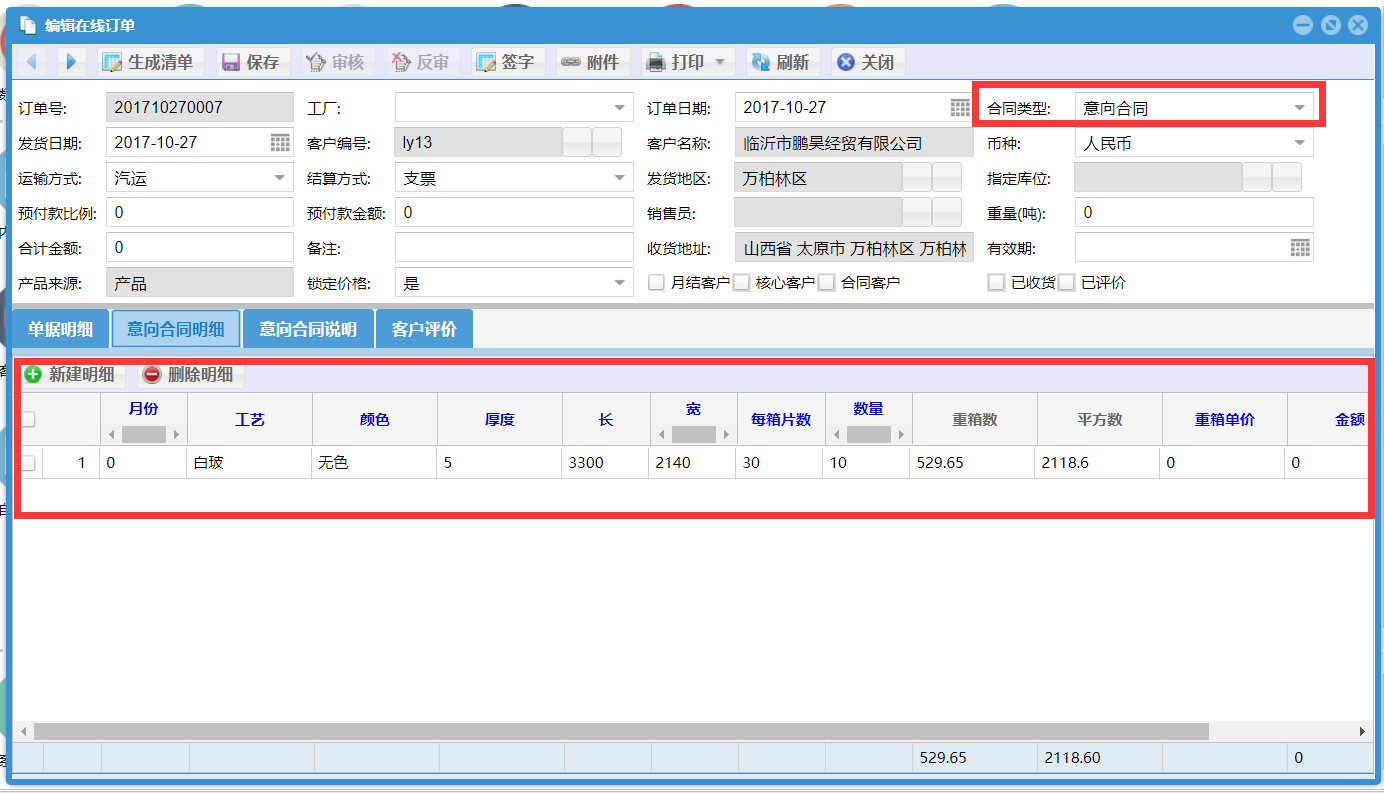 编辑在线订单
生成清单 保存 审核 反审 签字 附件 打印 刷新 关闭
订单号: 201710270007 工厂: 订单日期: 2017-10-27 合同类型: 意向合同
发货日期: 2017-10-27 客户编号: ly13 客户名称: 临沂市鹏昊经贸有限公司 币种: 人民币
运输方式: 汽运 结算方式: 支票 发货地区: 万柏林区 指定库位:
预付款比例: 0 预付款金额: 0 销售员: 重量(吨): 0
合计金额: 0 备注: 收货地址: 山西省 太原市 万柏林区 万柏林 有效期:
产品来源: 产品 锁定价格: 是 月结客户 核心客户 合同客户 已收货 已评价
单据明细 意向合同明细 意向合同说明 客户评价
新建明细 删除明细
月份 工艺 颜色 厚度 长 宽 每箱片数 数量 重箱数 平方数 重箱单价 金额
1 0 白玻 无色 5 3300 2140 30 10 529.65 2118.6 0 0
529.65 2118.60 0